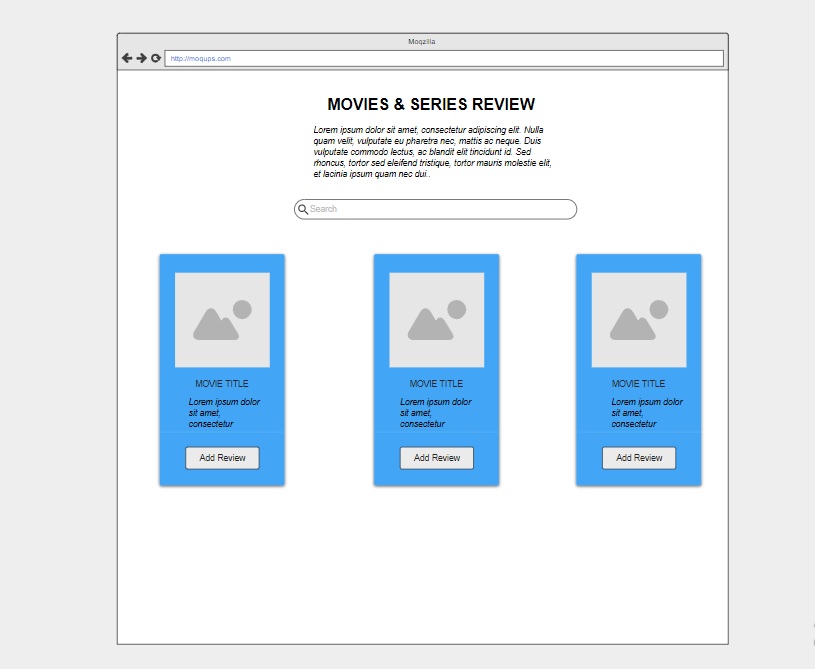 Moqzilla
http://moqups.com
MOVIES & SERIES REVIEW
Lorem ipsum dolor sit amet, consectetur adipiscing elit. Nulla
quam velit, vulputate eu pharetra nec, mattis ac neque. Duis
vulputate commodo lectus, ac blandit elit tincidunt id. Sed
rhoncus, tortor sed eleifend tristique, tortor mauris molestie elit,
et lacinia ipsum quam nec dui..
Search
MOVIE TITLE
Lorem ipsum dolor
sit amet,
consectetur
Add Review
MOVIE TITLE
Lorem ipsum dolor
sit amet,
consectetur
Add Review
MOVIE TITLE
Lorem ipsum dolor
sit amet,
consectetur
Add Review